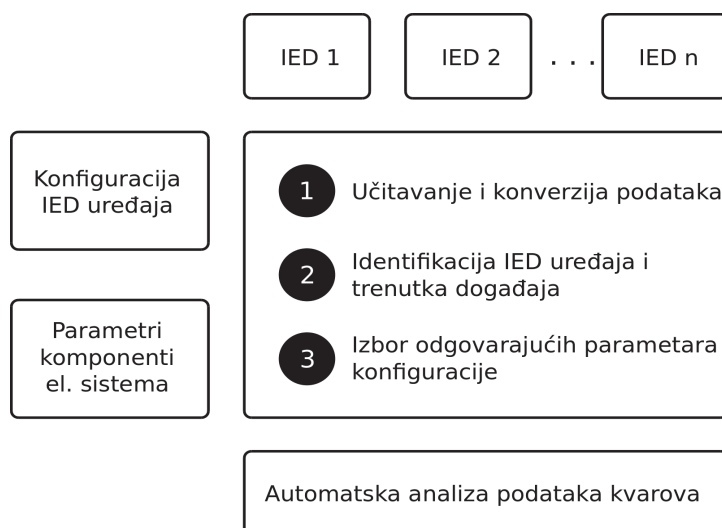 IED 1
IED 2
. . .
IED n
Konfiguracija
IED uređaja
1
Učitavanje i konverzija podataka
2
Identifikacija IED uređaja i
trenutka događaja
Parametri
komponenti
el. sistema
3
Izbor odgovarajućih parametara
konfiguracije
Automatska analiza podataka kvarova